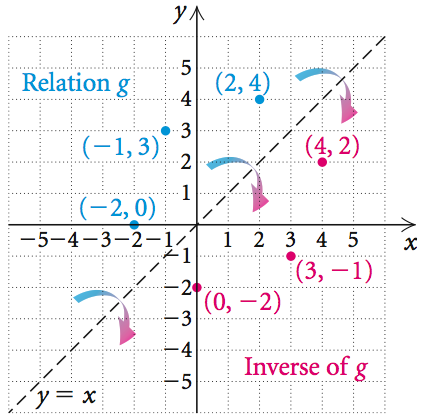 y
5
Relation g
(2, 4)
4
(−1, 3)
3
(4, 2)
2
(−2, 0)
1
−5−4−3−2−1
1 2 3 4 5
x
−1
(3, −1)
−2
(0, −2)
−3
−4
Inverse of g
−5
y = x